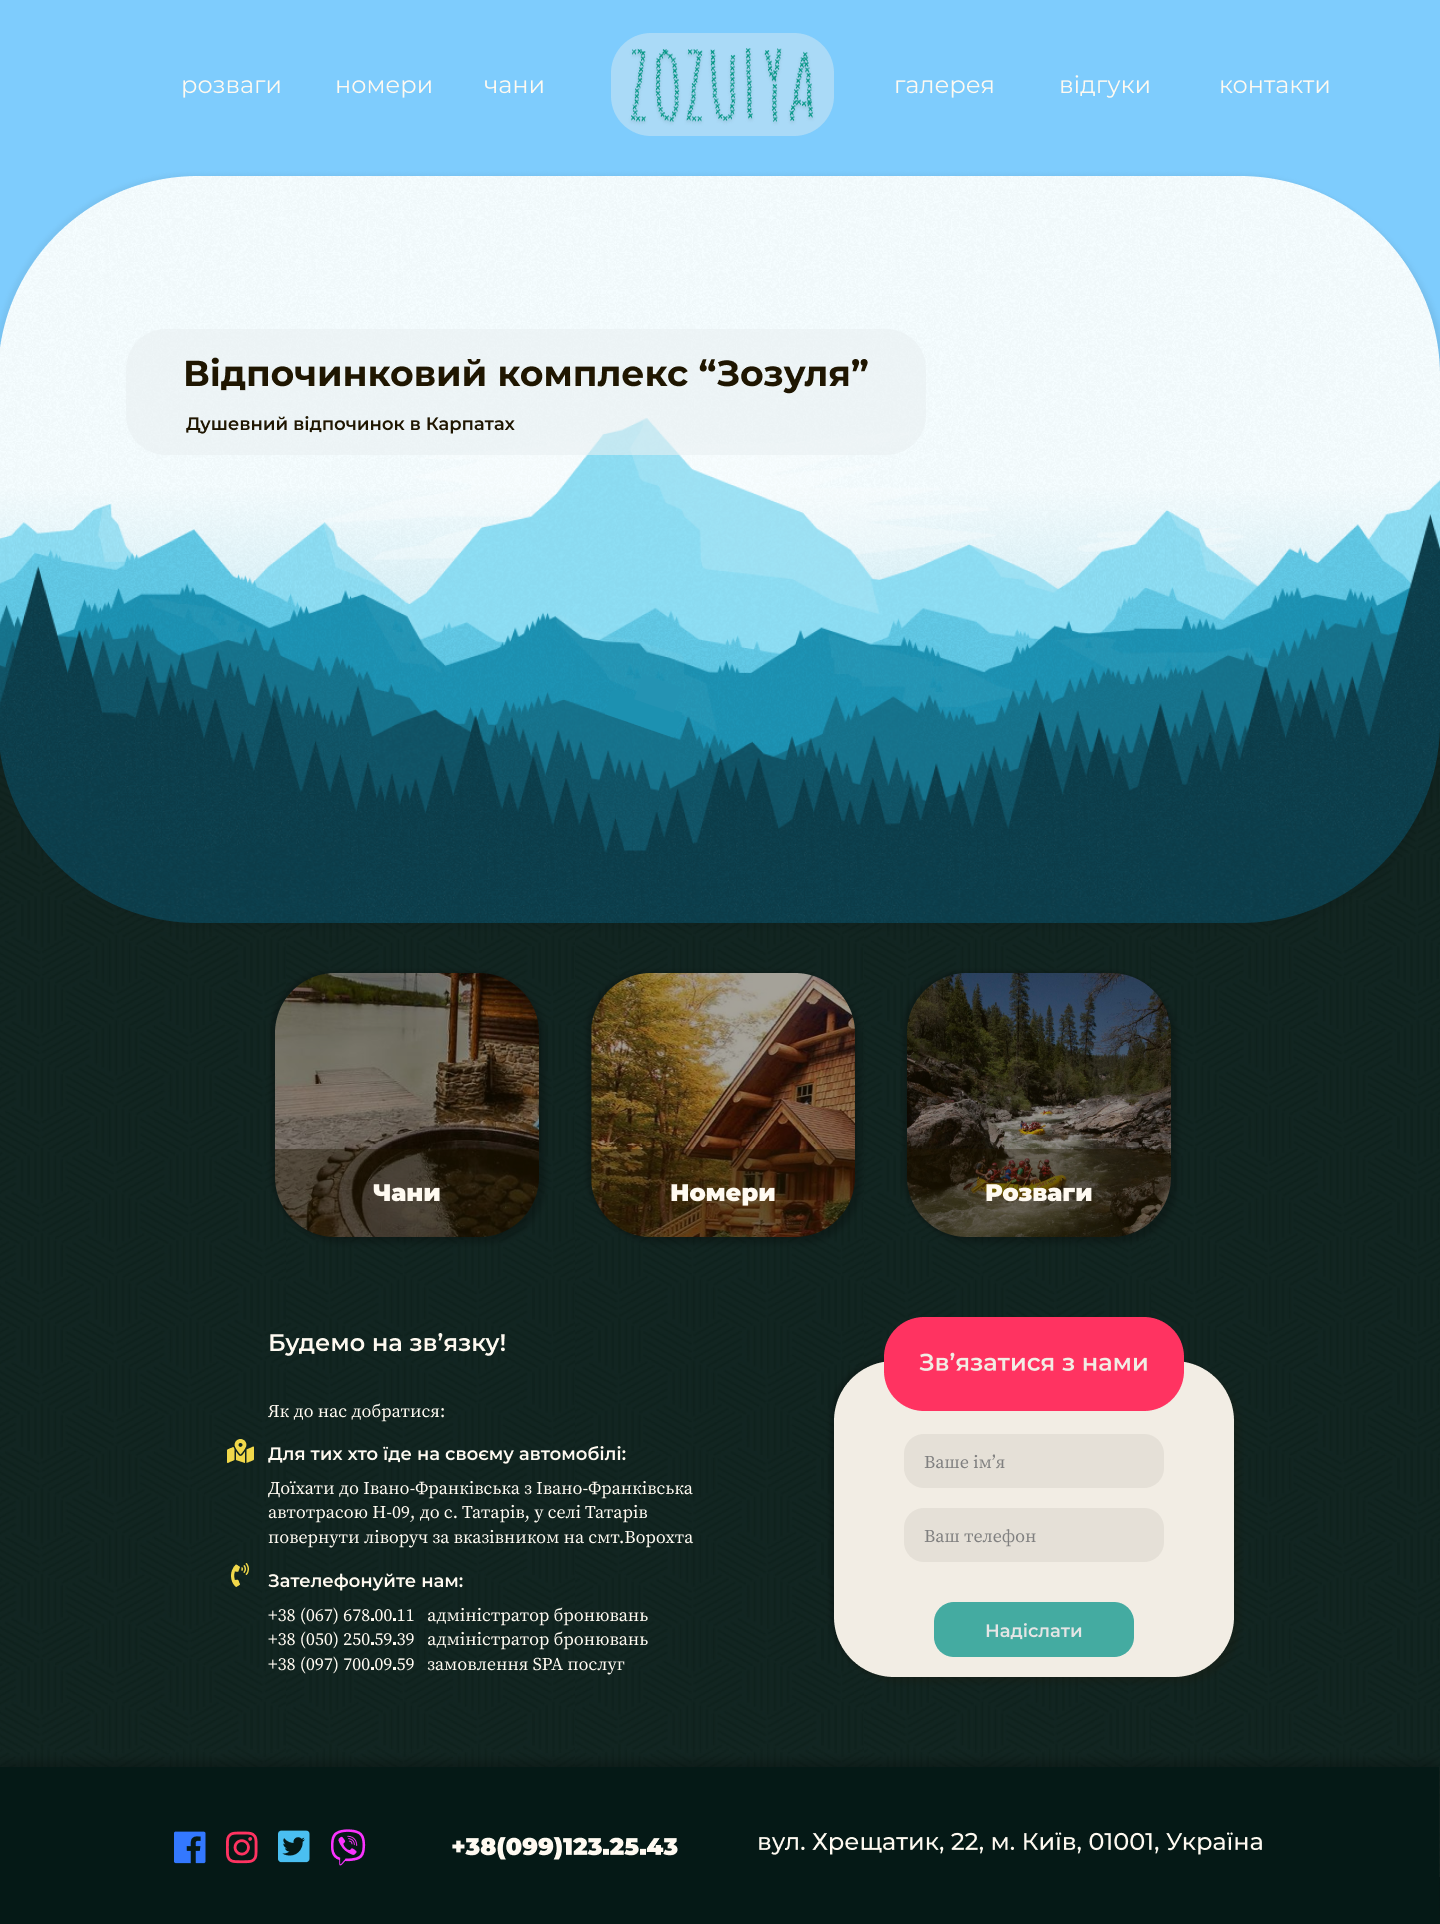 розваги номери чани ZOZULYA галерея відгуки контакти
Відпочинковий комплекс “Зозуля”
Душевний відпочинок в Карпатах
Чани Номери Розваги
Будемо на зв’язку!
Як до нас добратися:
Для тих хто їде на своєму автомобілі:
Доїхати до Івано-Франківська з Івано-Франківська
автотрасою Н-09, до с. Татарів, у селі Татарів
повернути ліворуч за вказівником на смт.Ворохта
Зателефонуйте нам:
+38 (067) 678.00.11 адміністратор бронювань
+38 (050) 250.59.39 адміністратор бронювань
+38 (097) 700.09.59 замовлення SPA послуг
Зв’язатися з нами
Ваше ім’я
Ваш телефон
Надіслати
+38(099)123.25.43
вул. Хрещатик, 22, м. Київ, 01001, Україна